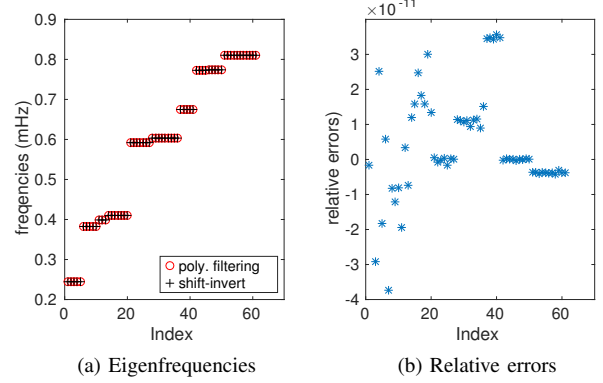 0.9
0.8
0.7
0.6
0.5
0.4
0.3
0.2
freqencies (mHz)
0 20 40 60
Index
poly. filtering
shift-invert
(a) Eigenfrequencies
×10⁻¹¹
3
2
1
0
-1
-2
-3
-4
relative errors
0 20 40 60
Index
(b) Relative errors